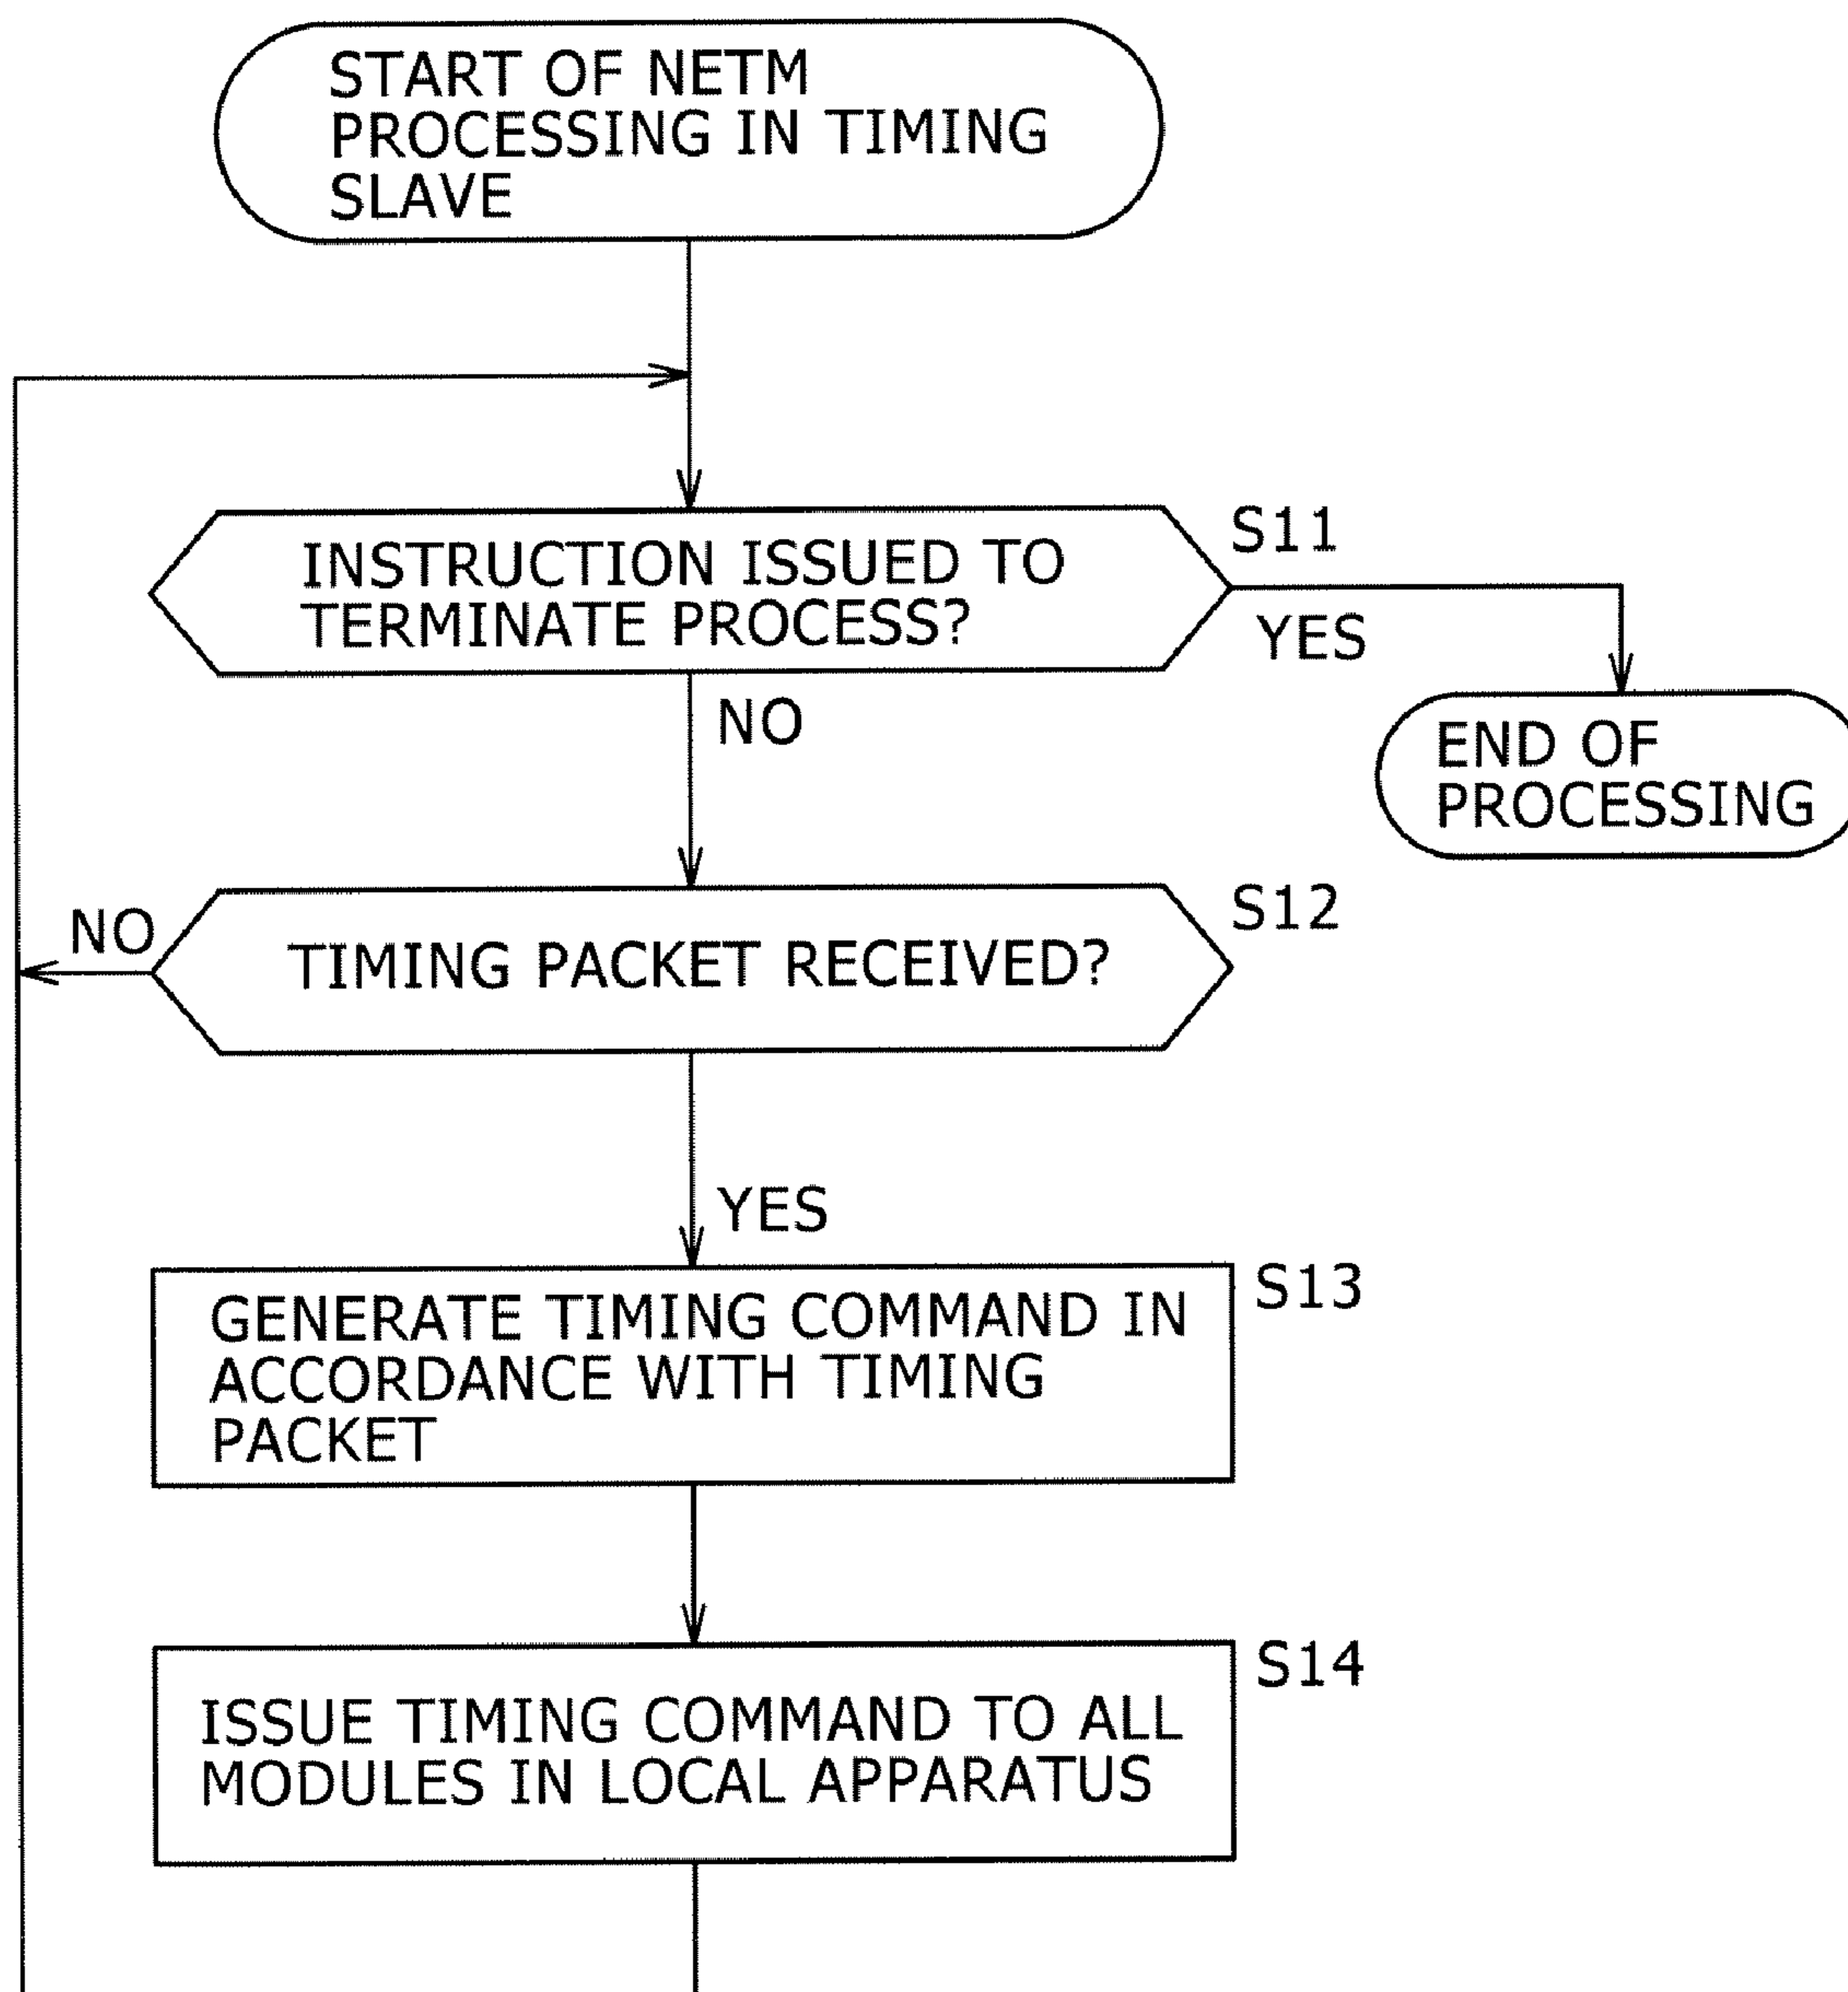 START OF NETM
PROCESSING IN TIMING
SLAVE
INSTRUCTION ISSUED TO
TERMINATE PROCESS?
S11
YES
NO
END OF
PROCESSING
S12
NO
TIMING PACKET RECEIVED?
YES
S13
GENERATE TIMING COMMAND IN
ACCORDANCE WITH TIMING
PACKET
S14
ISSUE TIMING COMMAND TO ALL
MODULES IN LOCAL APPARATUS